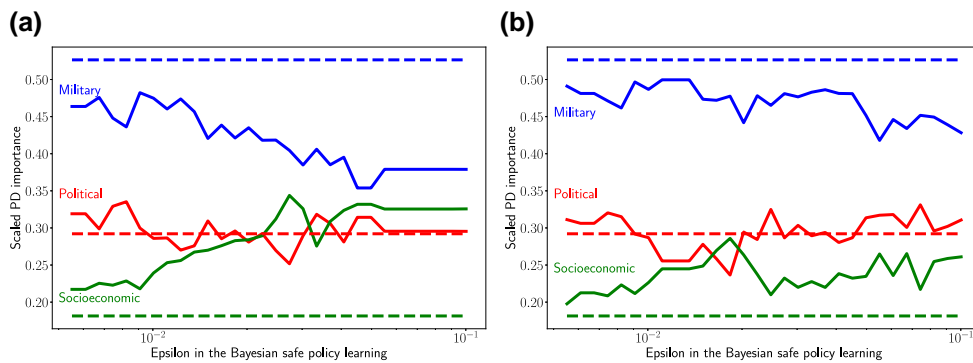 (a)
Scaled PD importance
0.50
0.45
0.40
0.35
0.30
0.25
0.20
Military
Political
Socioeconomic
10⁻²
10⁻¹
Epsilon in the Bayesian safe policy learning
(b)
Scaled PD importance
0.50
0.45
0.40
0.35
0.30
0.25
0.20
Military
Political
Socioeconomic
10⁻²
10⁻¹
Epsilon in the Bayesian safe policy learning